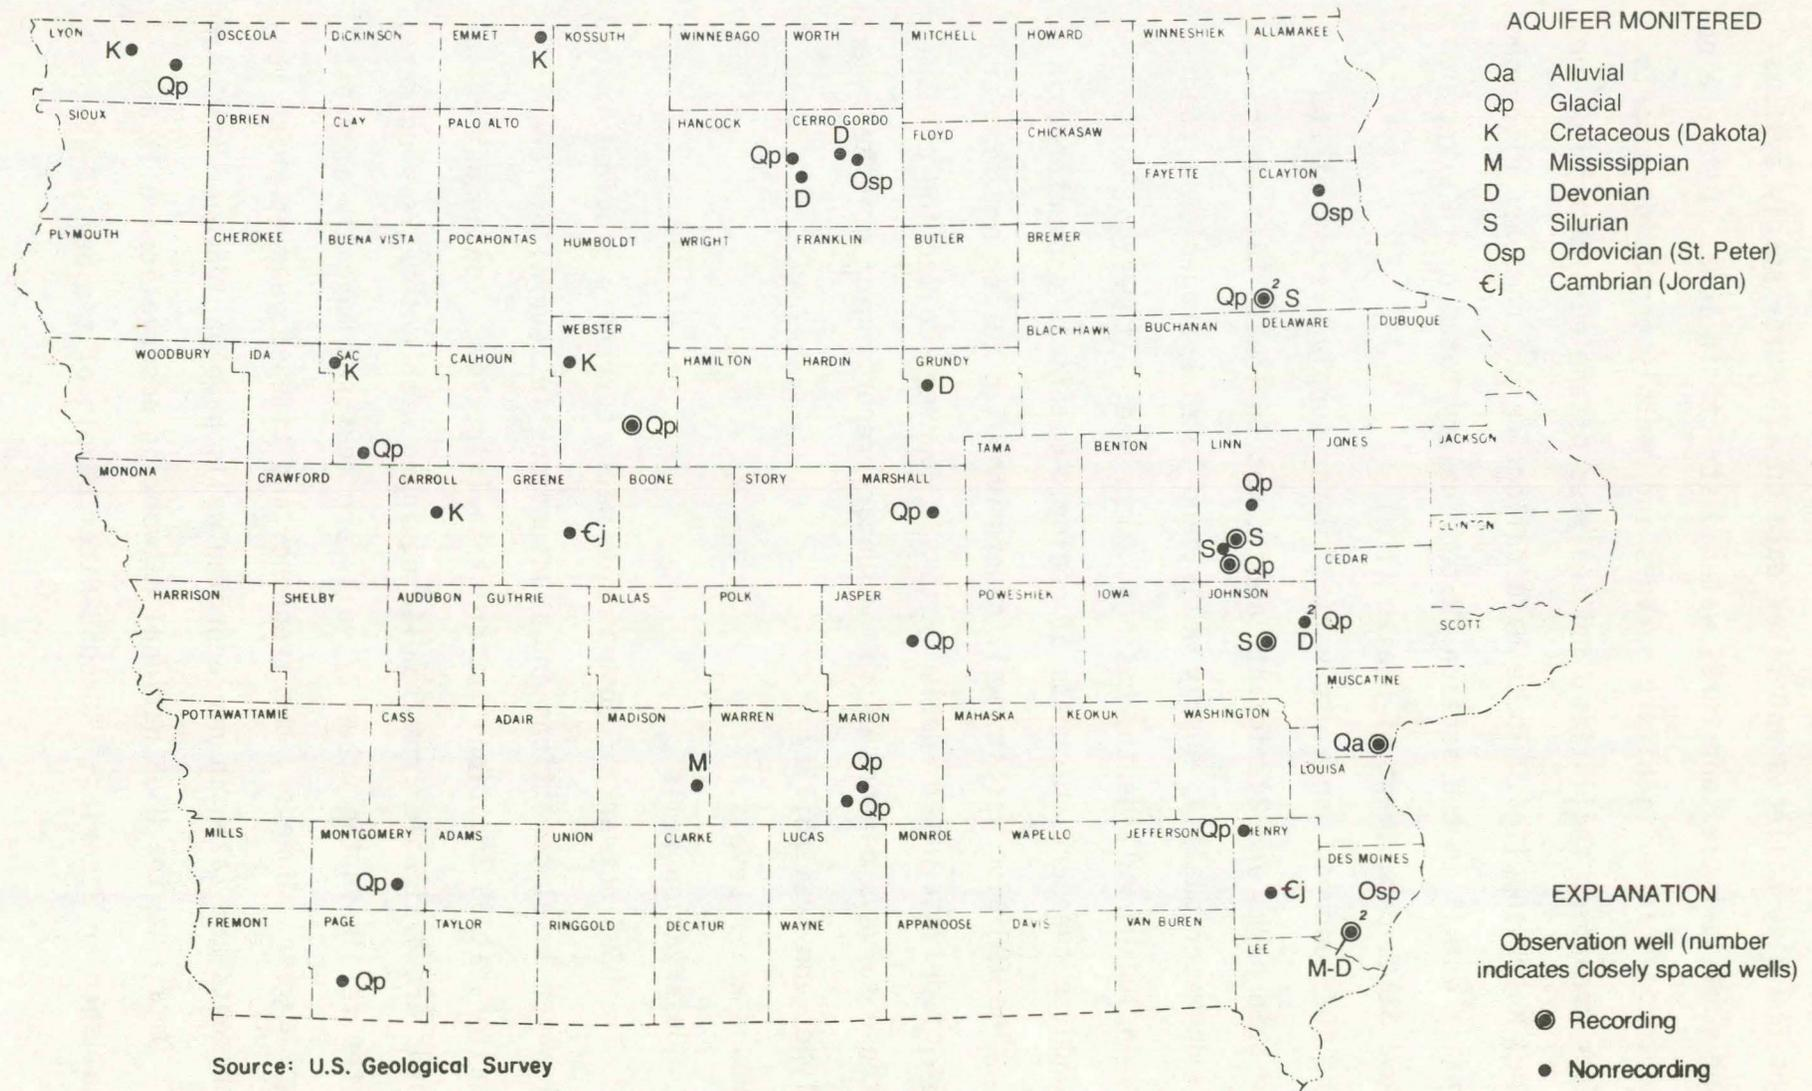 AQUIFER MONITERED
Qa Alluvial
Qp Glacial
K Cretaceous (Dakota)
M Mississippian
D Devonian
S Silurian
Osp Ordovician (St. Peter)
Єj Cambrian (Jordan)
LYON OSCEOLA DICKINSON EMMET KOSSUTH WINNEBAGO WORTH MITCHELL HOWARD WINNESHIEK ALLAMAKEE
K
Qp
K
SIOUX O'BRIEN CLAY PALO ALTO HANCOCK CERRO GORDO FLOYD CHICKASAW
Qp
D
D
Osp
FAYETTE CLAYTON
Osp
PLYMOUTH CHEROKEE BUENA VISTA POCAHONTAS HUMBOLDT WRIGHT FRANKLIN BUTLER BREMER
Qp 2 S
WEBSTER BLACK HAWK BUCHANAN DELAWARE DUBUQUE
WOODBURY IDA SAC CALHOUN HAMILTON HARDIN GRUNDY
K
K
D
Qp
Qp
TAMA BENTON LINN JONES JACKSON
MONONA CRAWFORD CARROLL GREENE BOONE STORY MARSHALL
K
Єj
Qp
Qp
S
S
Qp
CLINTON
CEDAR
HARRISON SHELBY AUDUBON GUTHRIE DALLAS POLK JASPER POWESHIEK IOWA JOHNSON
SCOTT
Qp
S
2 Qp
D
MUSCATINE
POTTAWATTAMIE CASS ADAIR MADISON WARREN MARION MAHASKA KEOKUK WASHINGTON
Qa
LOUISA
M
Qp
Qp
MILLS MONTGOMERY ADAMS UNION CLARKE LUCAS MONROE WAPELLO JEFFERSON HENRY
Qp
DES MOINES
Qp
Єj
Osp
2
M-D
FREMONT PAGE TAYLOR RINGGOLD DECATUR WAYNE APPANOOSE DAVIS VAN BUREN
LEE
Qp
EXPLANATION
Observation well (number
indicates closely spaced wells)
Recording
Nonrecording
Source: U.S. Geological Survey